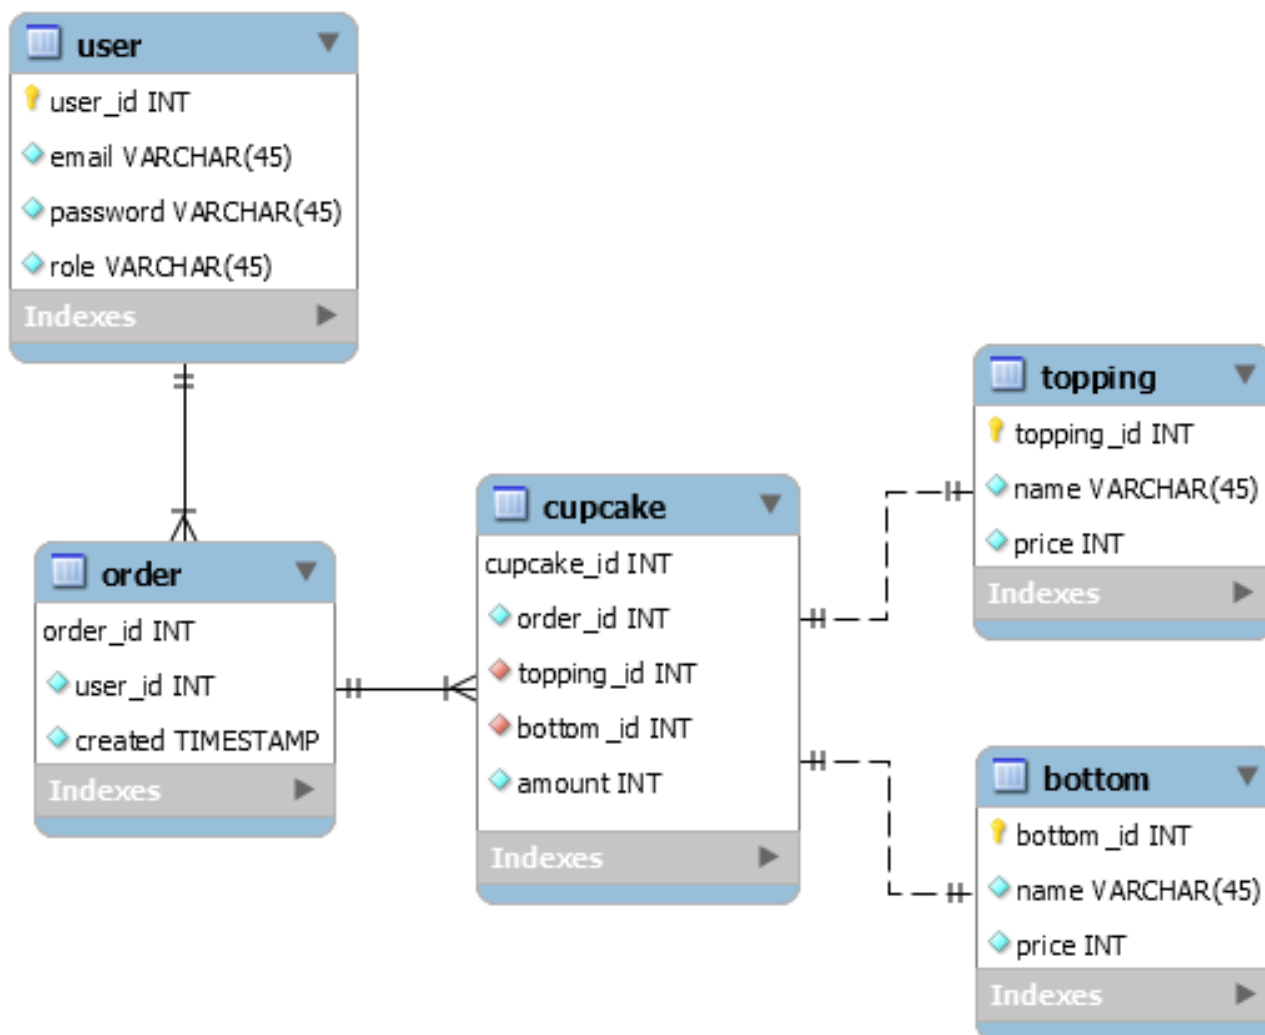 user
user_id INT
email VARCHAR(45)
password VARCHAR(45)
role VARCHAR(45)
Indexes
order
order_id INT
user_id INT
created TIMESTAMP
Indexes
cupcake
cupcake_id INT
order_id INT
topping_id INT
bottom_id INT
amount INT
Indexes
topping
topping_id INT
name VARCHAR(45)
price INT
Indexes
bottom
bottom_id INT
name VARCHAR(45)
price INT
Indexes